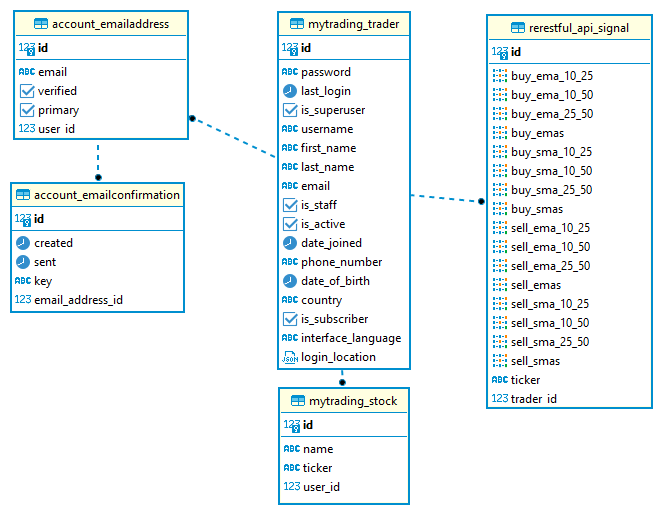 account_emailaddress
123 id
ABC email
verified
primary
123 user_id
account_emailconfirmation
123 id
created
sent
ABC key
123 email_address_id
mytrading_trader
123 id
ABC password
last_login
is_superuser
ABC username
ABC first_name
ABC last_name
ABC email
is_staff
is_active
date_joined
ABC phone_number
date_of_birth
ABC country
is_subscriber
ABC interface_language
JSON login_location
mytrading_stock
123 id
ABC name
ABC ticker
123 user_id
rerestful_api_signal
123 id
buy_ema_10_25
buy_ema_10_50
buy_ema_25_50
buy_emas
buy_sma_10_25
buy_sma_10_50
buy_sma_25_50
buy_smas
sell_ema_10_25
sell_ema_10_50
sell_ema_25_50
sell_emas
sell_sma_10_25
sell_sma_10_50
sell_sma_25_50
sell_smas
ABC ticker
123 trader_id